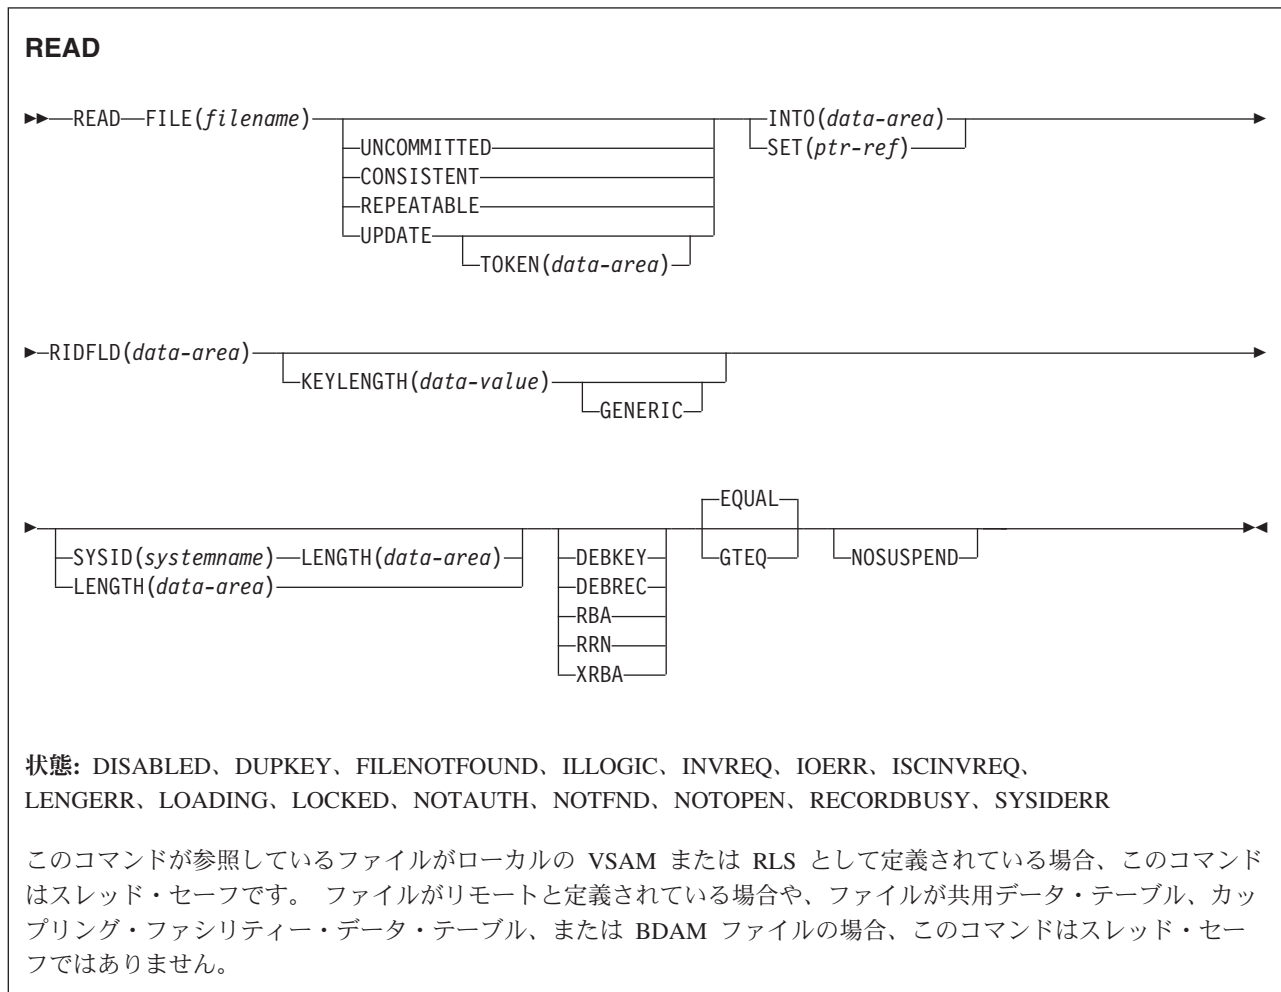 READ
READ FILE(filename) INTO(data-area)
UNCOMMITTED SET(ptr-ref)
CONSISTENT
REPEATABLE
UPDATE
TOKEN(data-area)
RIDFLD(data-area)
KEYLENGTH(data-value)
GENERIC
EQUAL
SYSID(systemname) LENGTH(data-area) DEBKEY GTEQ NOSUSPEND
LENGTH(data-area) DEBREC
RBA
RRN
XRBA
状態: DISABLED、DUPKEY、FILENOTFOUND、ILLOGIC、INVREQ、IOERR、ISCINVREQ、
LENGERR、LOADING、LOCKED、NOTAUTH、NOTFND、NOTOPEN、RECORDBUSY、SYSIDERR
このコマンドが参照しているファイルがローカルの VSAM または RLS として定義されている場合、このコマンド
はスレッド・セーフです。 ファイルがリモートと定義されている場合や、ファイルが共用データ・テーブル、カッ
プリング・ファシリティー・データ・テーブル、または BDAM ファイルの場合、このコマンドはスレッド・セー
フではありません。